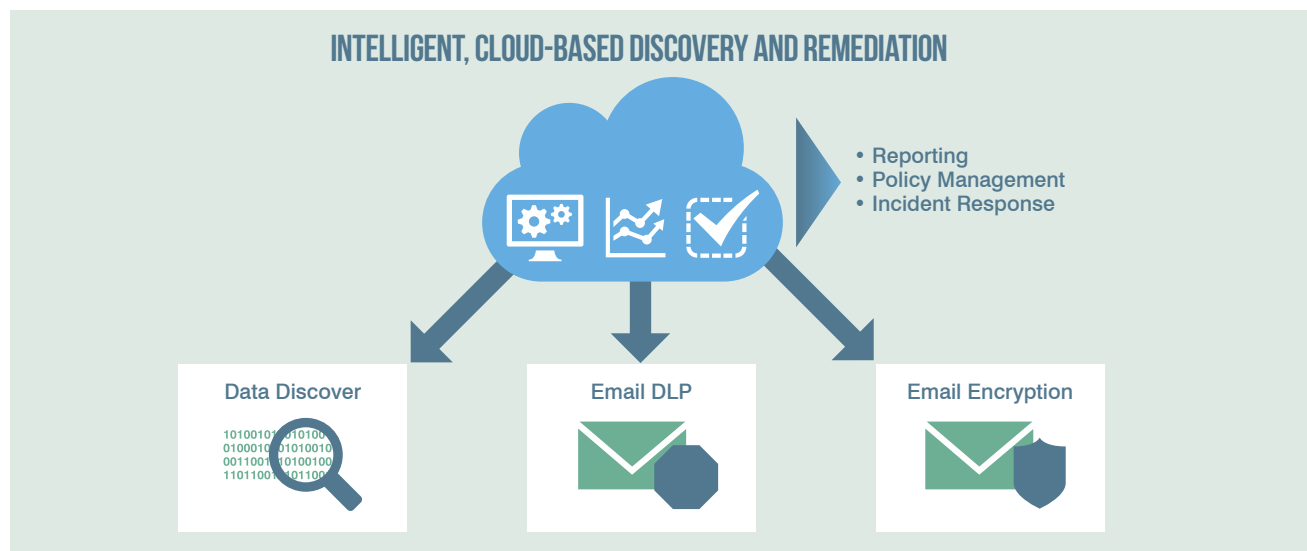 INTELLIGENT, CLOUD-BASED DISCOVERY AND REMEDIATION
• Reporting
• Policy Management
• Incident Response
Data Discover
Email DLP
Email Encryption